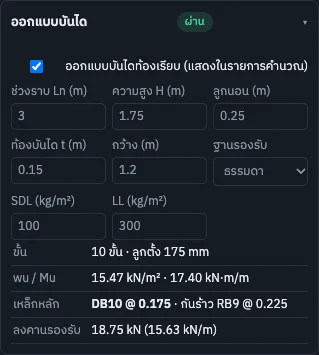 ออกแบบบันได ผ่าน ▾
ออกแบบบันไดท้องเรียบ (แสดงในรายการคำนวณ)
ช่วงราบ Ln (m) ความสูง H (m) ลูกนอน (m)
3 1.75 0.25
ท้องบันได t (m) กว้าง (m) ฐานรองรับ
0.15 1.2 ธรรมดา
SDL (kg/m²) LL (kg/m²)
100 300
ขั้น 10 ขั้น · ลูกตั้ง 175 mm
wu / Mu 15.47 kN/m² · 17.40 kN·m/m
เหล็กหลัก DB10 @ 0.175 · กันร้าว RB9 @ 0.225
ลงคานรองรับ 18.75 kN (15.63 kN/m)